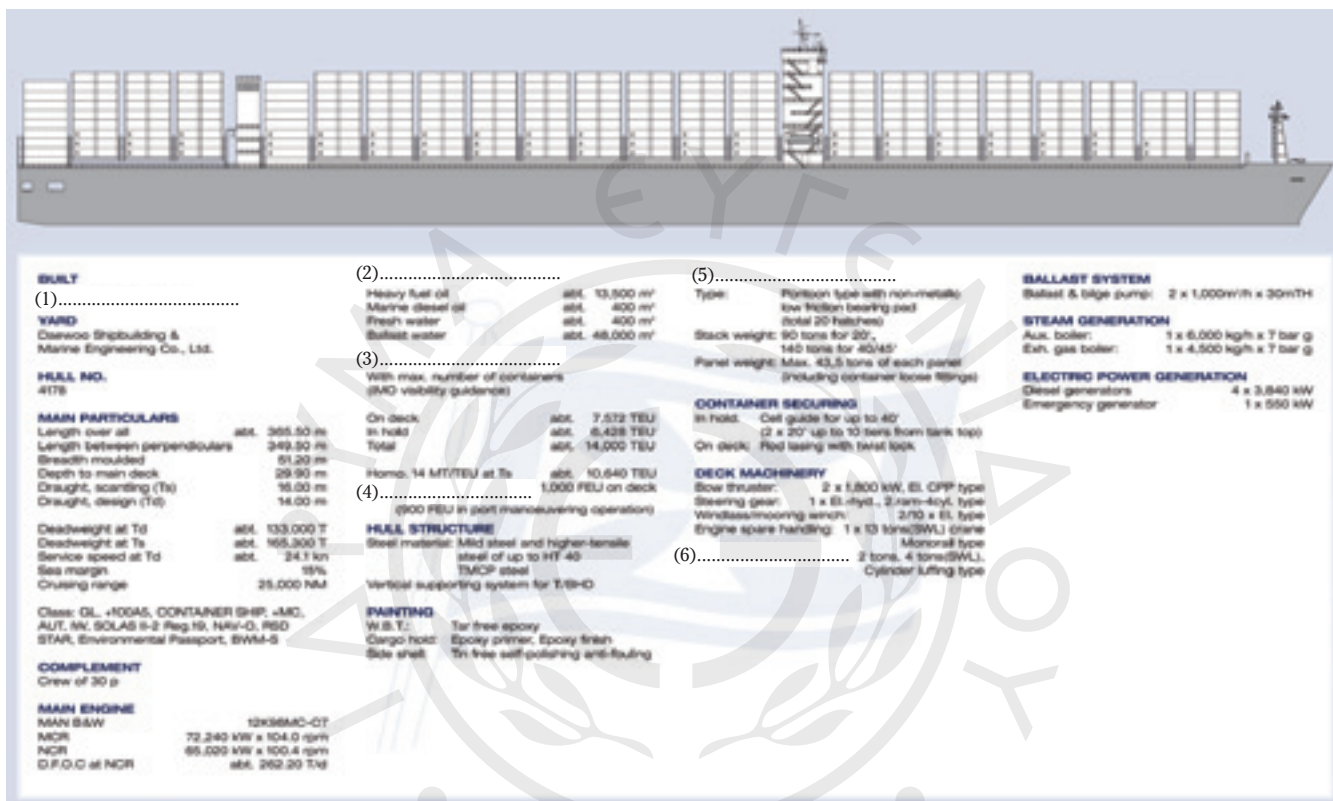 BUILT
(1)....................................
YARD
Daewoo Shipbuilding &
Marine Engineering Co., Ltd.
HULL NO.
4178
MAIN PARTICULARS
Length over all abt. 365.50 m
Length between perpendiculars 349.50 m
Breadth moulded 51.20 m
Depth to main deck 29.90 m
Draught, scantling (Ts) 16.00 m
Draught, design (Td) 14.00 m
Deadweight at Td abt. 133,000 T
Deadweight at Ts abt. 165,300 T
Service speed at Td abt. 24.1 kn
Sea margin 15%
Cruising range 25,000 NM
Class: GL, +100A5, CONTAINER SHIP, +MC,
AUT, IW, SOLAS II-2 Reg.19, NAV-O, RSD
STAR, Environmental Passport, BWM-S
COMPLEMENT
Crew of 30 p
MAIN ENGINE
MAN B&W 12K98MC-C7
MCR 72,240 kW x 104.0 rpm
NCR 65,020 kW x 100.4 rpm
D.F.O.C at NCR abt. 262.20 T/d
(2)....................................
Heavy fuel oil abt. 13,500 m³
Marine diesel oil abt. 400 m³
Fresh water abt. 400 m³
Ballast water abt. 48,000 m³
(3)....................................
With max. number of containers
(IMO visibility guidance)
On deck abt. 7,572 TEU
In hold abt. 6,428 TEU
Total abt. 14,000 TEU
Homo. 14 MT/TEU at Ts abt. 10,640 TEU
(4).............................. 1,000 FEU on deck
(900 FEU in port manoeuvering operation)
HULL STRUCTURE
Steel material: Mild steel and higher-tensile
steel of up to HT 40
TMCP steel
Vertical supporting system for T/BHD
PAINTING
W.B.T.: Tar free epoxy
Cargo hold: Epoxy primer, Epoxy finish
Side shell: Tin free self-polishing anti-fouling
(5)....................................
Type: Pontoon type with non-metallic
low friction bearing pad
(total 20 hatches)
Stack weight: 90 tons for 20',
140 tons for 40/45'
Panel weight: Max. 43.5 tons of each panel
(including container loose fittings)
CONTAINER SECURING
In hold: Cell guide for up to 40'
(2 x 20' up to 10 tiers from tank top)
On deck: Rod lasing with twist lock
DECK MACHINERY
Bow thruster: 2 x 1,800 kW, El. CPP type
Steering gear: 1 x El.-hyd., 2.ram-4cyl. type
Windlass/mooring winch: 2/10 x El. type
Engine spare handling: 1 x 13 tons(SWL) crane
Monorail type
(6).............................. 2 tons, 4 tons(SWL),
Cylinder luffing type
BALLAST SYSTEM
Ballast & bilge pump: 2 x 1,000m³/h x 30mTH
STEAM GENERATION
Aux. boiler: 1 x 6,000 kg/h x 7 bar g
Exh. gas boiler: 1 x 4,500 kg/h x 7 bar g
ELECTRIC POWER GENERATION
Diesel generators 4 x 3,840 kW
Emergency generator 1 x 550 kW